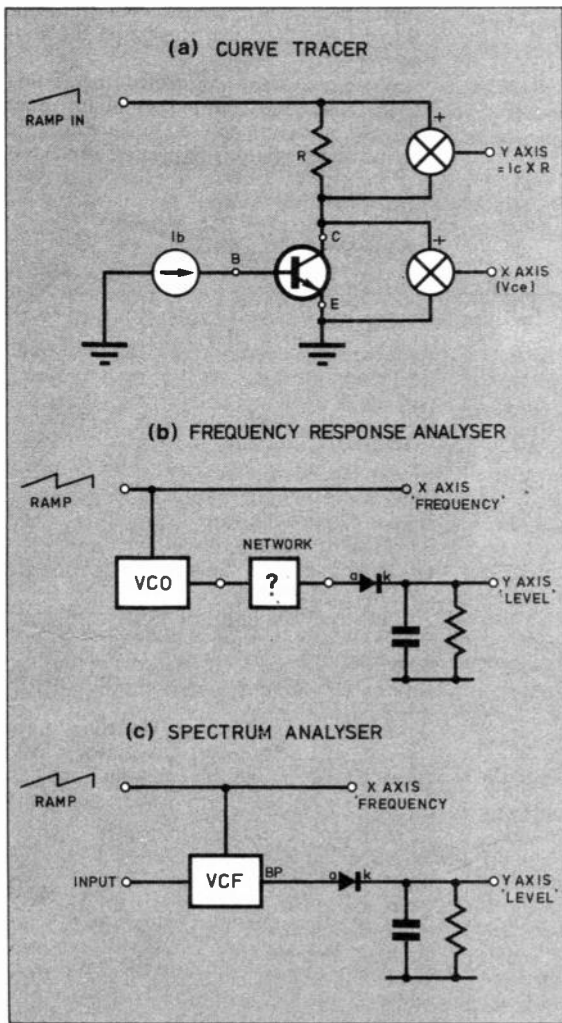 (a) CURVE TRACER
RAMP IN
R
+
Y AXIS
= Ic X R
Ib
B
C
E
+
X AXIS
(Vce)
(b) FREQUENCY RESPONSE ANALYSER
RAMP
X AXIS
'FREQUENCY'
NETWORK
VCO
?
a
k
Y AXIS
'LEVEL'
(c) SPECTRUM ANALYSER
RAMP
X AXIS
'FREQUENCY
INPUT
VCF
BP
a
k
Y AXIS
'LEVEL'